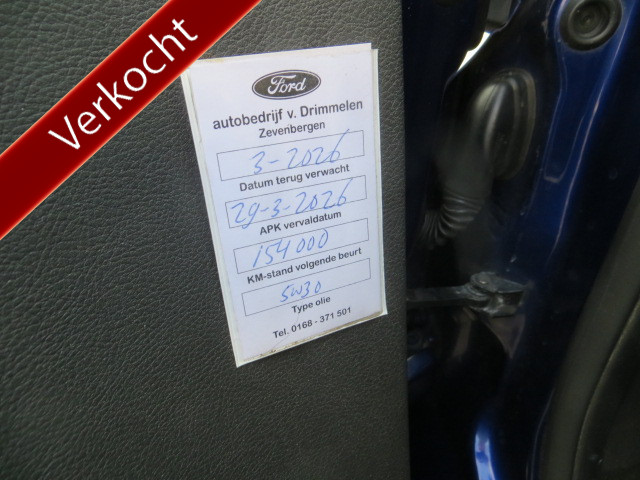 Verkocht
Ford
autobedrijf v. Drimmelen
Zevenbergen
3-2026
Datum terug verwacht
29-3-2026
APK vervaldatum
154000
KM-stand volgende beurt
5W30
Type olie
Tel. 0168 - 371 501